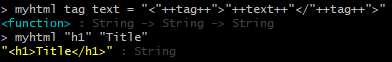 > myhtml tag text = "<"++tag++">"++text++"</"++tag++">"
<function> : String -> String -> String
> myhtml "h1" "Title"
"<h1>Title</h1>" : String